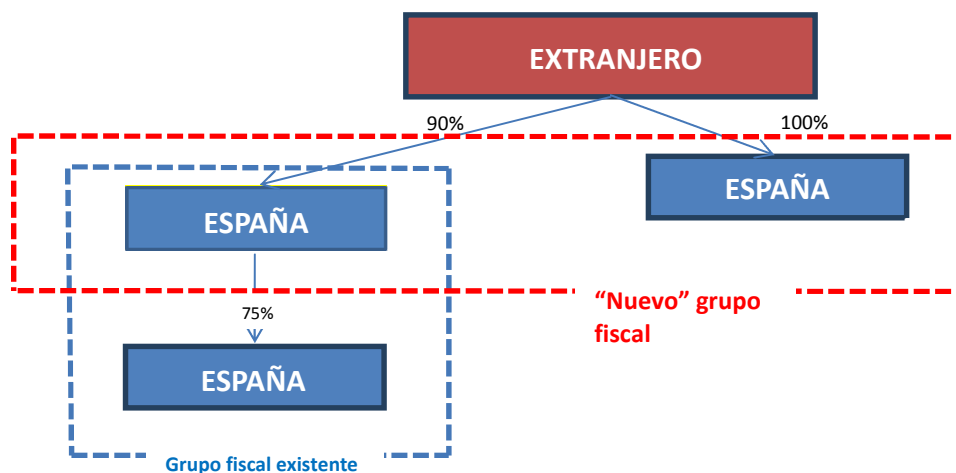 EXTRANJERO
90%
100%
ESPAÑA
ESPAÑA
“Nuevo” grupo
fiscal
75%
ESPAÑA
Grupo fiscal existente